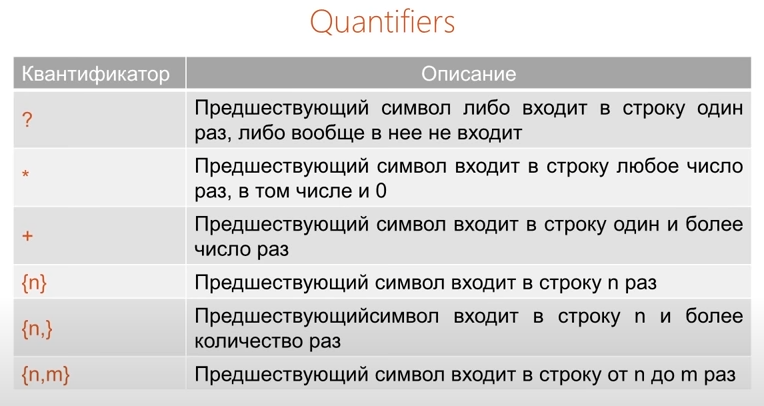 Quantifiers
Квантификатор Описание
? Предшествующий символ либо входит в строку один
раз, либо вообще в нее не входит
* Предшествующий символ входит в строку любое число
раз, в том числе и 0
+ Предшествующий символ входит в строку один и более
число раз
{n} Предшествующий символ входит в строку n раз
{n,} Предшествующийсимвол входит в строку n и более
количество раз
{n,m} Предшествующий символ входит в строку от n до m раз